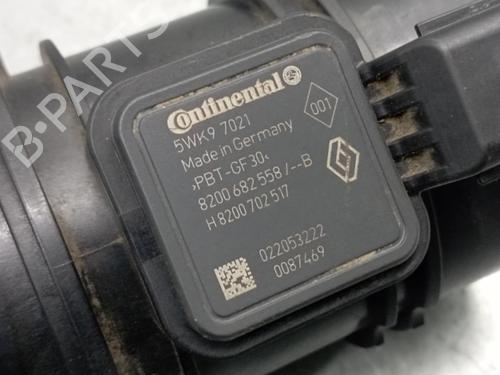 Continental
001
5WK9 7021
Made in Germany
›PBT-GF30‹
8200 682 558 /--B
H 8200 702 517
022053222
0087469
B-PARTS